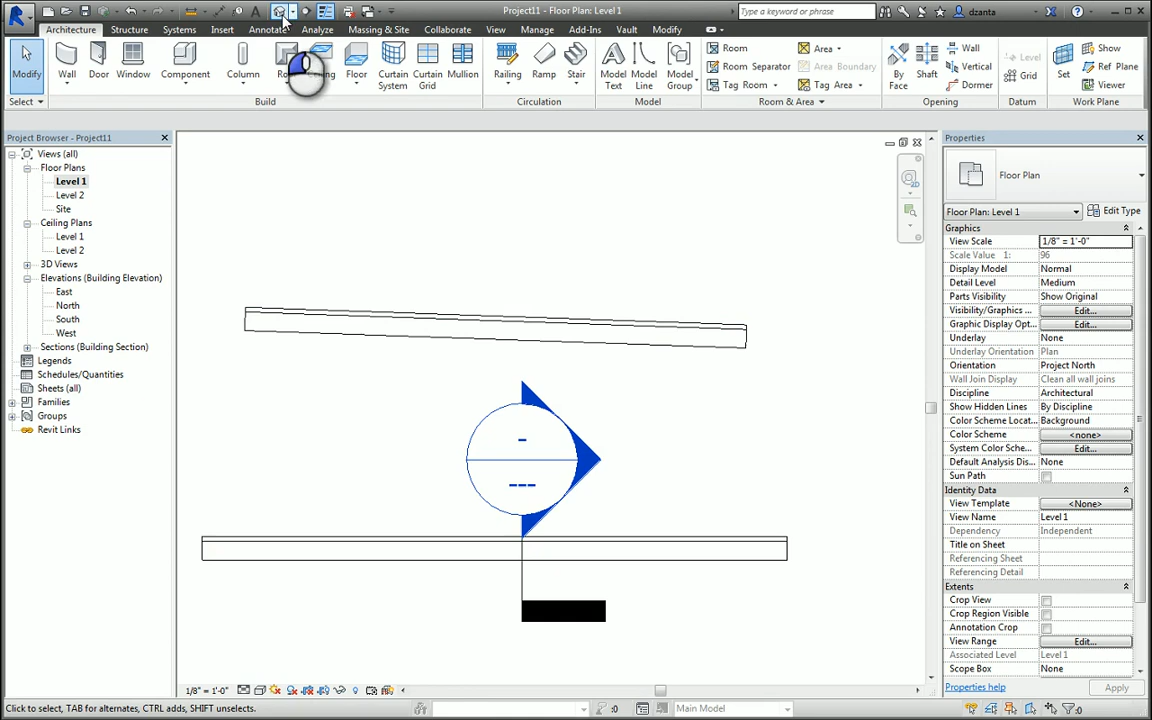 Project11 - Floor Plan: Level 1
Type a keyword or phrase
dzanta
Architecture Structure Systems Insert Annotate Analyze Massing & Site Collaborate View Manage Add-Ins Vault Modify
Modify Wall Door Window Component Column Ceiling Floor Curtain System Curtain Grid Mullion Railing Ramp Stair Model Text Model Line Model Group
Room Area
Room Separator Area Boundary
Tag Room Tag Area
By Face Shaft Wall Vertical Dormer
Level Grid
Set Show Ref Plane Viewer
Select Build Circulation Model Room & Area Opening Datum Work Plane
Project Browser - Project11
Views (all)
Floor Plans
Level 1
Level 2
Site
Ceiling Plans
Level 1
Level 2
3D Views
Elevations (Building Elevation)
East
North
South
West
Sections (Building Section)
Legends
Schedules/Quantities
Sheets (all)
Families
Groups
Revit Links
2D
Properties
Floor Plan
Floor Plan: Level 1 Edit Type
Graphics
View Scale 1/8" = 1'-0"
Scale Value 1: 96
Display Model Normal
Detail Level Medium
Parts Visibility Show Original
Visibility/Graphics ... Edit...
Graphic Display Opt... Edit...
Underlay None
Underlay Orientation Plan
Orientation Project North
Wall Join Display Clean all wall joins
Discipline Architectural
Show Hidden Lines By Discipline
Color Scheme Locat... Background
Color Scheme <none>
System Color Sche... Edit...
Default Analysis Dis... None
Sun Path
Identity Data
View Template <None>
View Name Level 1
Dependency Independent
Title on Sheet
Referencing Sheet
Referencing Detail
Extents
Crop View
Crop Region Visible
Annotation Crop
View Range Edit...
Associated Level Level 1
Scope Box None
Properties help Apply
1/8" = 1'-0"
Click to select, TAB for alternates, CTRL adds, SHIFT unselects.
:0 Main Model :0